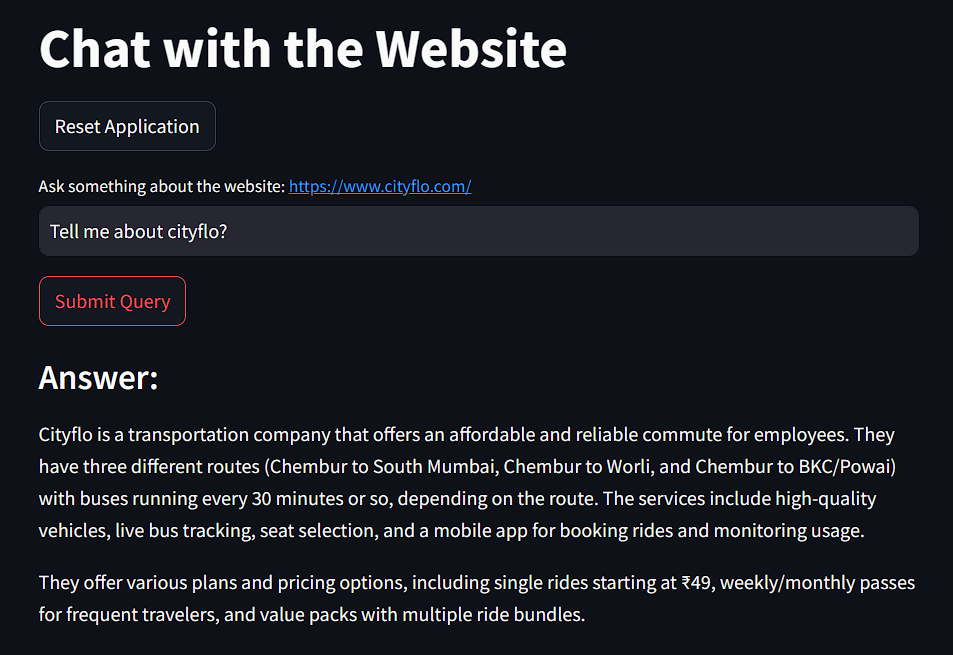 Chat with the Website
Reset Application
Ask something about the website: https://www.cityflo.com/
Tell me about cityflo?
Submit Query
Answer:
Cityflo is a transportation company that offers an affordable and reliable commute for employees. They
have three different routes (Chembur to South Mumbai, Chembur to Worli, and Chembur to BKC/Powai)
with buses running every 30 minutes or so, depending on the route. The services include high-quality
vehicles, live bus tracking, seat selection, and a mobile app for booking rides and monitoring usage.
They offer various plans and pricing options, including single rides starting at ₹49, weekly/monthly passes
for frequent travelers, and value packs with multiple ride bundles.